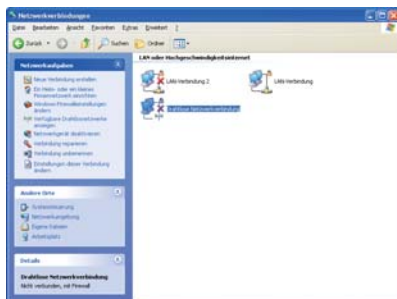 Netzwerkverbindungen
Datei Bearbeiten Ansicht Favoriten Extras Erweitert ?
Zurück Suchen Ordner
LAN oder Hochgeschwindigkeitsinternet
Netzwerkaufgaben
Neue Verbindung erstellen
Ein Heim- oder ein kleines
Firmennetzwerk einrichten
Windows-Firewalleinstellungen
ändern
Verfügbare Drahtlosnetzwerke
anzeigen
Netzwerkgerät deaktivieren
Verbindung reparieren
Verbindung umbenennen
Einstellungen dieser Verbindung
ändern
LAN-Verbindung 2
LAN-Verbindung
Drahtlose Netzwerkverbindung
Andere Orte
Systemsteuerung
Netzwerkumgebung
Eigene Dateien
Arbeitsplatz
Details
Drahtlose Netzwerkverbindung
Nicht verbunden, mit Firewall